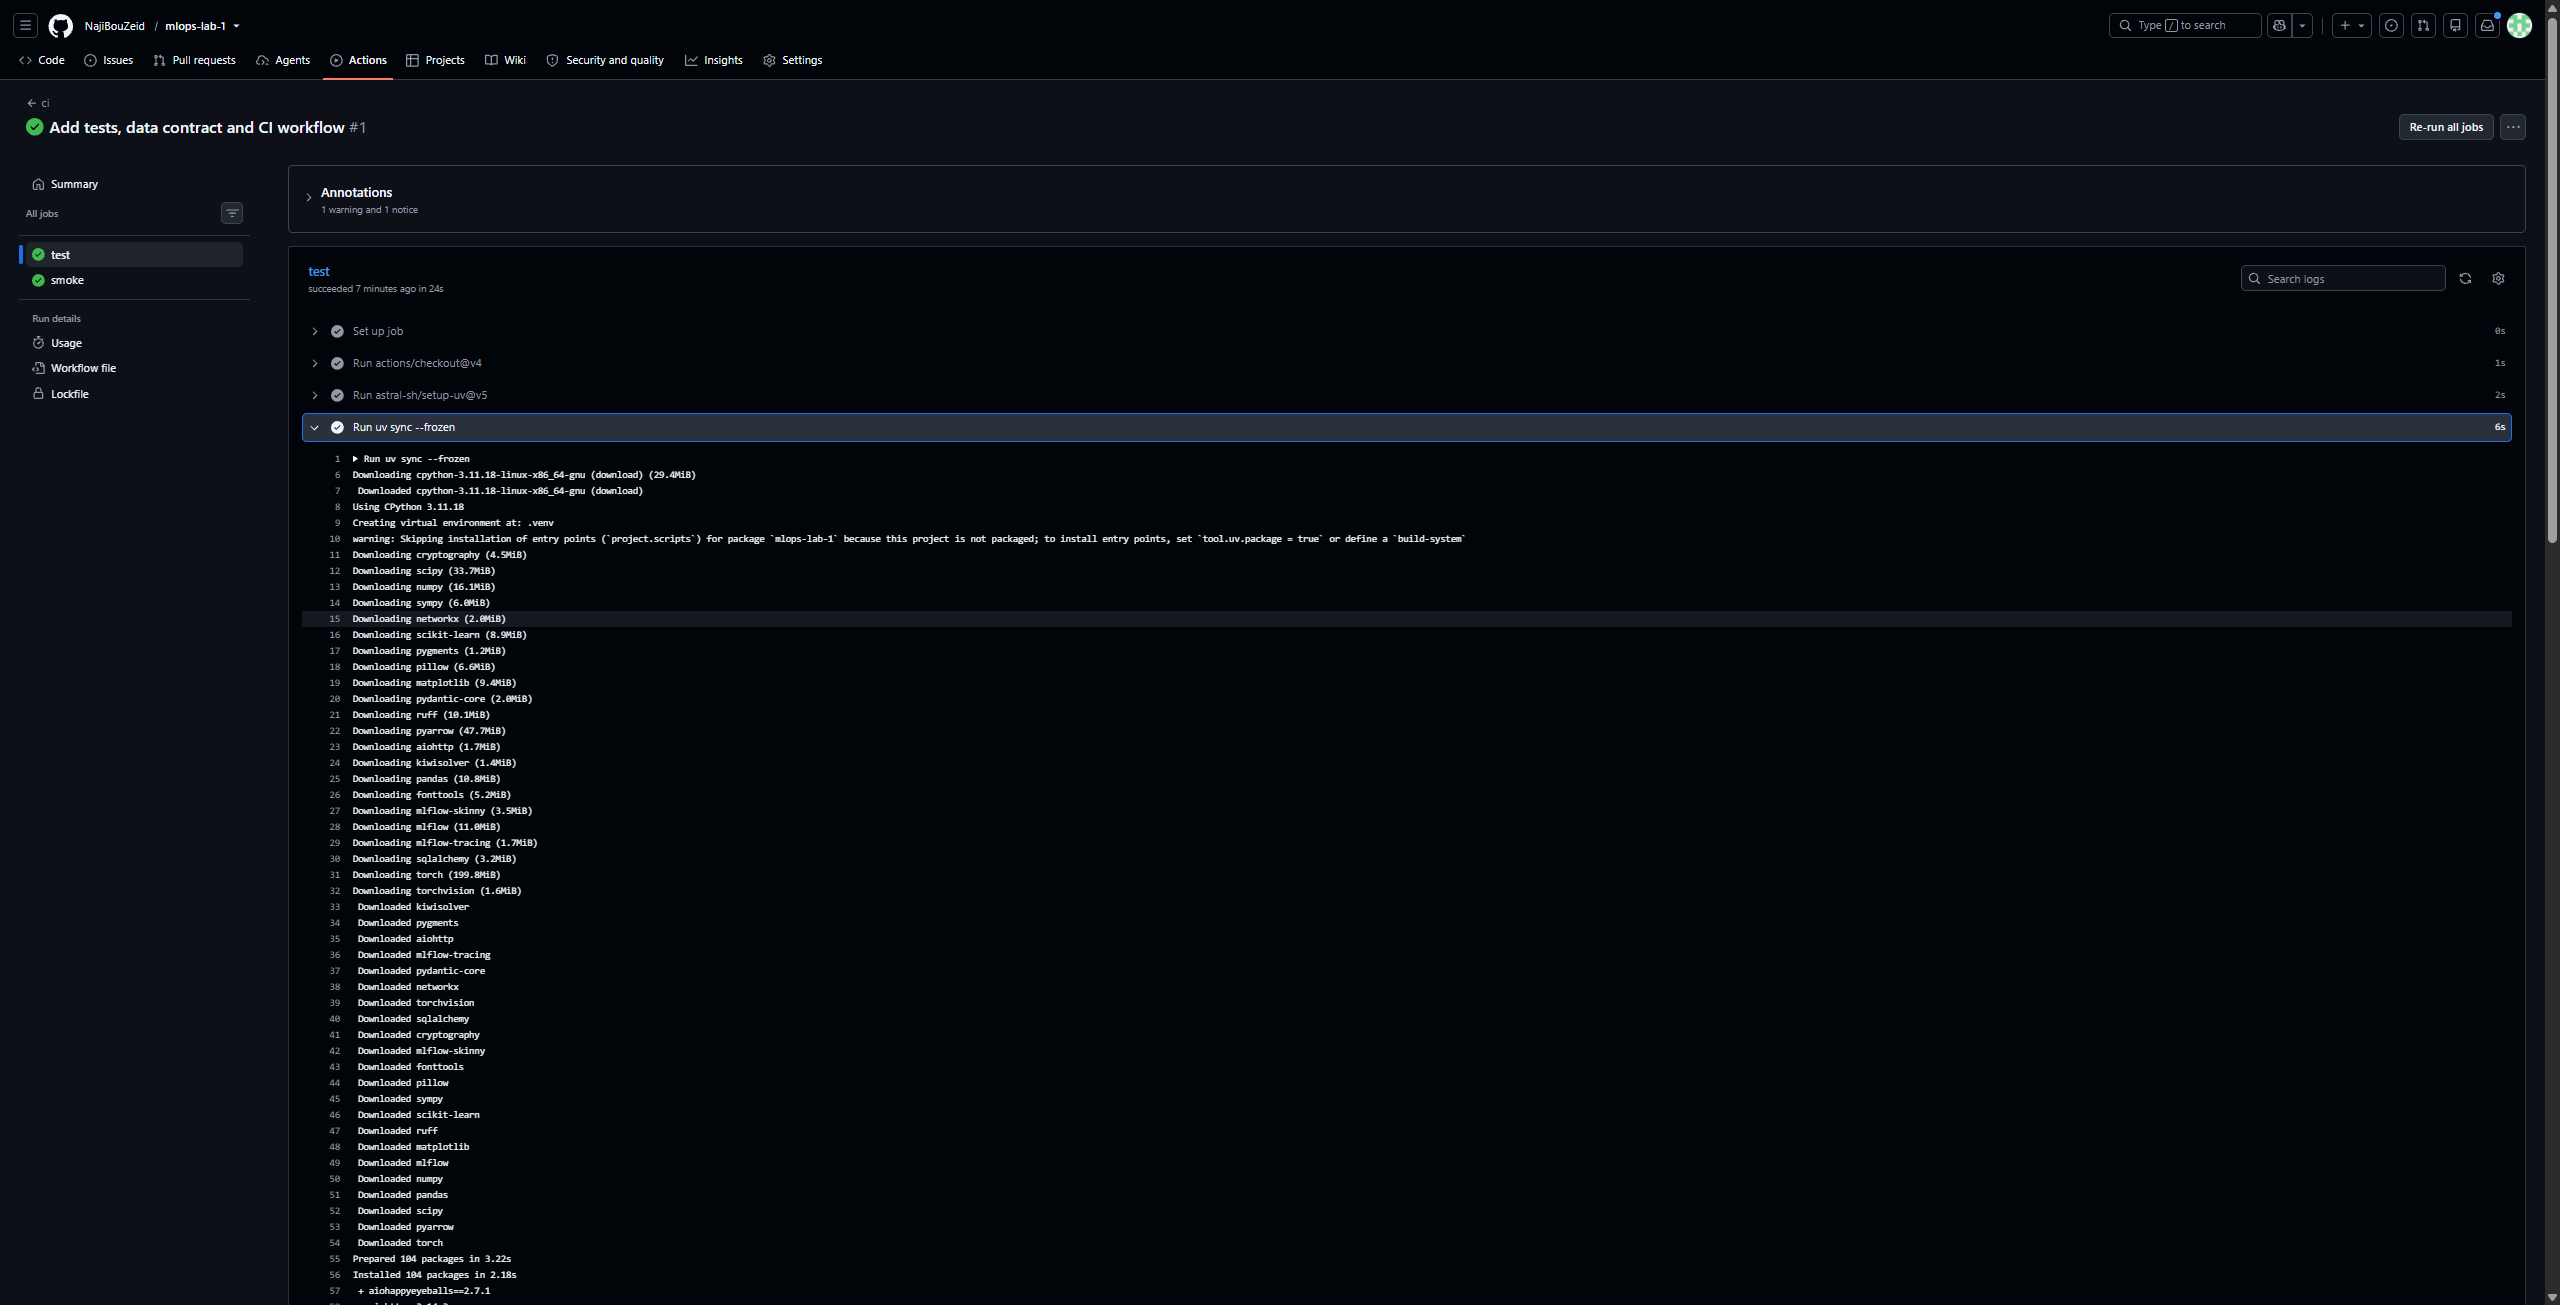 NajiBouZeid / mlops-lab-1
Type / to search
Code Issues Pull requests Agents Actions Projects Wiki Security and quality Insights Settings
ci
Add tests, data contract and CI workflow #1
Re-run all jobs
Summary
All jobs
test
smoke
Run details
Usage
Workflow file
Lockfile
Annotations
1 warning and 1 notice
test
succeeded 7 minutes ago in 24s
Search logs
Set up job 0s
Run actions/checkout@v4 1s
Run astral-sh/setup-uv@v5 2s
Run uv sync --frozen 6s
1 Run uv sync --frozen
6 Downloading cpython-3.11.18-linux-x86_64-gnu (download) (29.4MiB)
7 Downloaded cpython-3.11.18-linux-x86_64-gnu (download)
8 Using CPython 3.11.18
9 Creating virtual environment at: .venv
10 warning: Skipping installation of entry points (`project.scripts`) for package `mlops-lab-1` because this project is not packaged; to install entry points, set `tool.uv.package = true` or define a `build-system`
11 Downloading cryptography (4.5MiB)
12 Downloading scipy (33.7MiB)
13 Downloading numpy (16.1MiB)
14 Downloading sympy (6.0MiB)
15 Downloading networkx (2.0MiB)
16 Downloading scikit-learn (8.9MiB)
17 Downloading pygments (1.2MiB)
18 Downloading pillow (6.6MiB)
19 Downloading matplotlib (9.4MiB)
20 Downloading pydantic-core (2.0MiB)
21 Downloading ruff (10.1MiB)
22 Downloading pyarrow (47.7MiB)
23 Downloading aiohttp (1.7MiB)
24 Downloading kiwisolver (1.4MiB)
25 Downloading pandas (10.8MiB)
26 Downloading fonttools (5.2MiB)
27 Downloading mlflow-skinny (3.5MiB)
28 Downloading mlflow (11.0MiB)
29 Downloading mlflow-tracing (1.7MiB)
30 Downloading sqlalchemy (3.2MiB)
31 Downloading torch (199.8MiB)
32 Downloading torchvision (1.6MiB)
33 Downloaded kiwisolver
34 Downloaded pygments
35 Downloaded aiohttp
36 Downloaded mlflow-tracing
37 Downloaded pydantic-core
38 Downloaded networkx
39 Downloaded torchvision
40 Downloaded sqlalchemy
41 Downloaded cryptography
42 Downloaded mlflow-skinny
43 Downloaded fonttools
44 Downloaded pillow
45 Downloaded sympy
46 Downloaded scikit-learn
47 Downloaded ruff
48 Downloaded matplotlib
49 Downloaded mlflow
50 Downloaded numpy
51 Downloaded pandas
52 Downloaded scipy
53 Downloaded pyarrow
54 Downloaded torch
55 Prepared 104 packages in 3.22s
56 Installed 104 packages in 2.18s
57 + aiohappyeyeballs==2.7.1